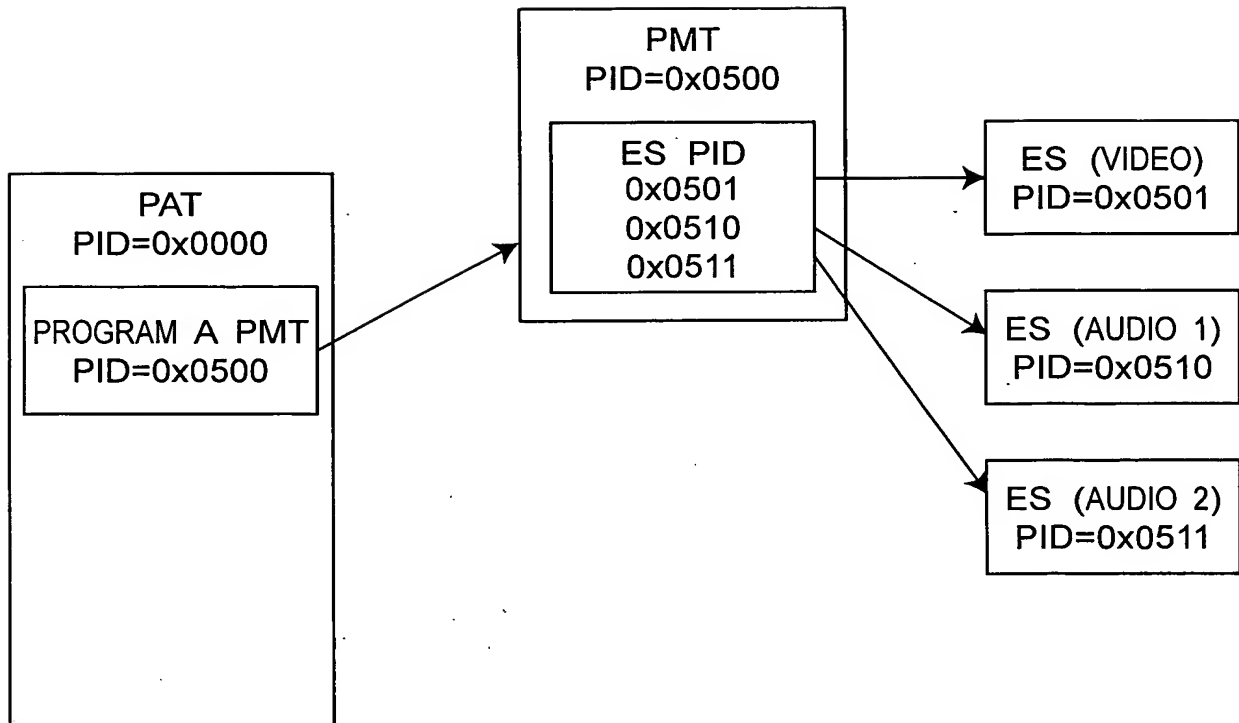 PAT
PID=0x0000
PROGRAM A PMT
PID=0x0500
PMT
PID=0x0500
ES PID
0x0501
0x0510
0x0511
ES (VIDEO)
PID=0x0501
ES (AUDIO 1)
PID=0x0510
ES (AUDIO 2)
PID=0x0511